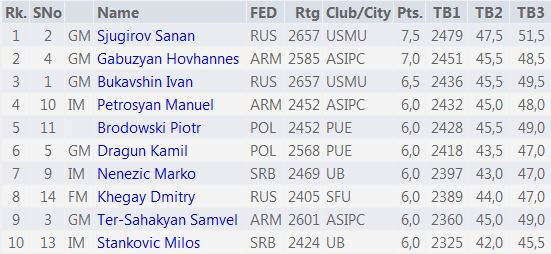 Rk. SNo Name FED Rtg Club/City Pts. TB1 TB2 TB3
1 2 GM Sjugirov Sanan RUS 2657 USMU 7,5 2479 47,5 51,5
2 4 GM Gabuzyan Hovhannes ARM 2585 ASIPC 7,0 2451 45,5 48,5
3 1 GM Bukavshin Ivan RUS 2657 USMU 6,5 2436 45,5 49,5
4 10 IM Petrosyan Manuel ARM 2452 ASIPC 6,0 2432 45,0 48,0
5 11 Brodowski Piotr POL 2452 PUE 6,0 2428 45,5 49,0
6 5 GM Dragun Kamil POL 2568 PUE 6,0 2418 43,5 47,0
7 9 IM Nenezic Marko SRB 2469 UB 6,0 2397 43,0 47,0
8 14 FM Khegay Dmitry RUS 2405 SFU 6,0 2389 44,0 47,0
9 3 GM Ter-Sahakyan Samvel ARM 2601 ASIPC 6,0 2360 45,0 49,0
10 13 IM Stankovic Milos SRB 2424 UB 6,0 2325 42,0 45,5